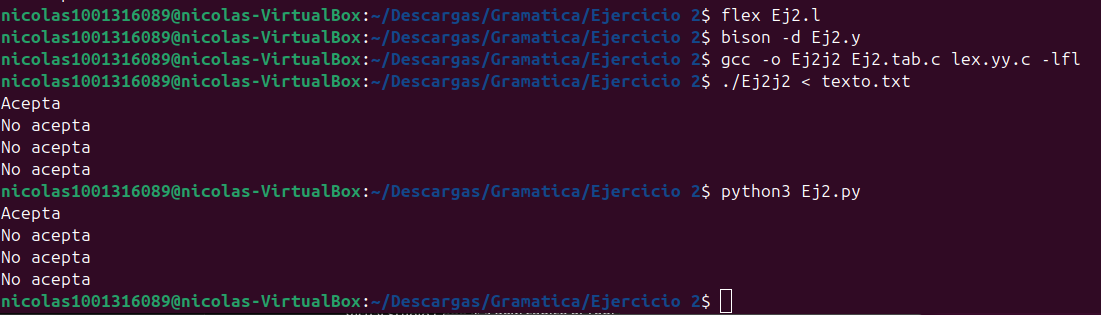 nicolas1001316089@nicolas-VirtualBox:~/Descargas/Gramatica/Ejercicio 2$ flex Ej2.l
nicolas1001316089@nicolas-VirtualBox:~/Descargas/Gramatica/Ejercicio 2$ bison -d Ej2.y
nicolas1001316089@nicolas-VirtualBox:~/Descargas/Gramatica/Ejercicio 2$ gcc -o Ej2j2 Ej2.tab.c lex.yy.c -lfl
nicolas1001316089@nicolas-VirtualBox:~/Descargas/Gramatica/Ejercicio 2$ ./Ej2j2 < texto.txt
Acepta
No acepta
No acepta
No acepta
nicolas1001316089@nicolas-VirtualBox:~/Descargas/Gramatica/Ejercicio 2$ python3 Ej2.py
Acepta
No acepta
No acepta
No acepta
nicolas1001316089@nicolas-VirtualBox:~/Descargas/Gramatica/Ejercicio 2$